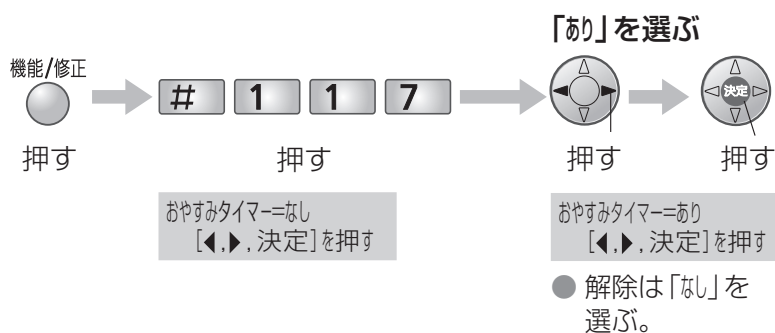 「あり」を選ぶ
機能/修正
# 1 1 7
決定
押す 押す 押す 押す
おやすみタイマー=なし
[◀,▶,決定]を押す
おやすみタイマー=あり
[◀,▶,決定]を押す
● 解除は「なし」を
選ぶ。